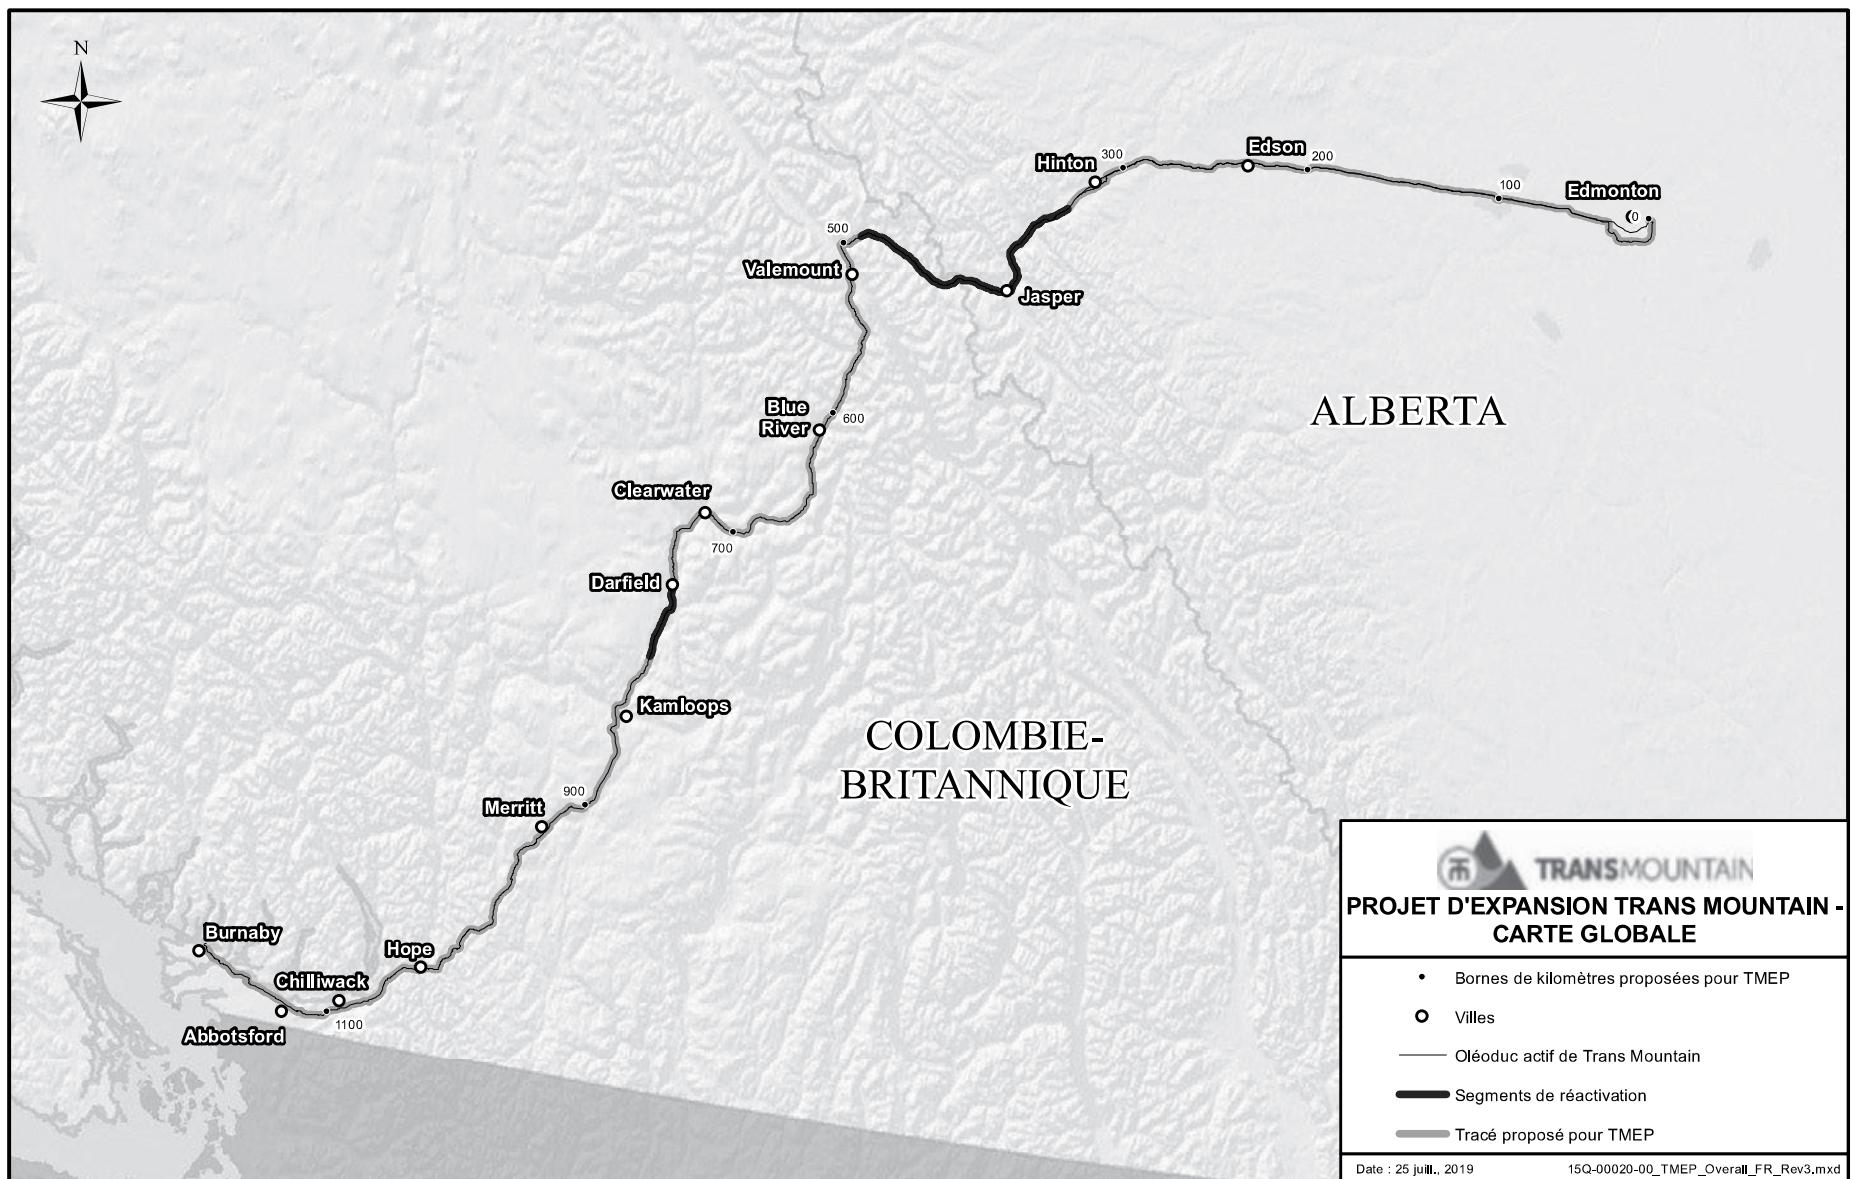 N
Hinton
300
Edson
200
100
Edmonton
0
500
Valemount
Jasper
Blue
River
600
ALBERTA
Clearwater
700
Darfield
Kamloops
COLOMBIE-
BRITANNIQUE
900
Merritt
Burnaby
Hope
Chilliwack
1100
Abbotsford
TRANSMOUNTAIN
PROJET D'EXPANSION TRANS MOUNTAIN -
CARTE GLOBALE
Bornes de kilomètres proposées pour TMEP
Villes
Oléoduc actif de Trans Mountain
Segments de réactivation
Tracé proposé pour TMEP
Date : 25 juill., 2019 15Q-00020-00_TMEP_Overall_FR_Rev3.mxd